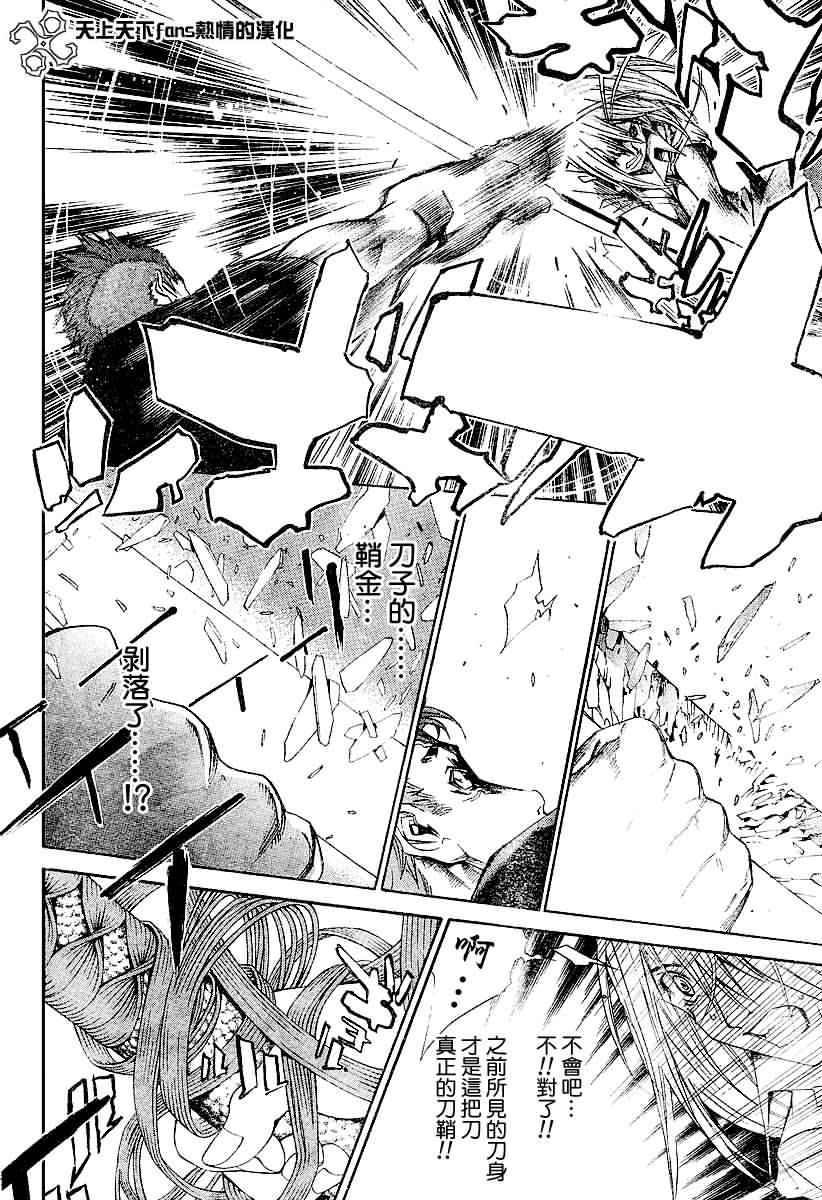 天上天下fans熱情的漢化
刀子的……
鞘金…
剝落了……!?
不會吧…
不!!對了!!
啊…
之前所見的刀身
才是這把刀
真正的刀鞘!!